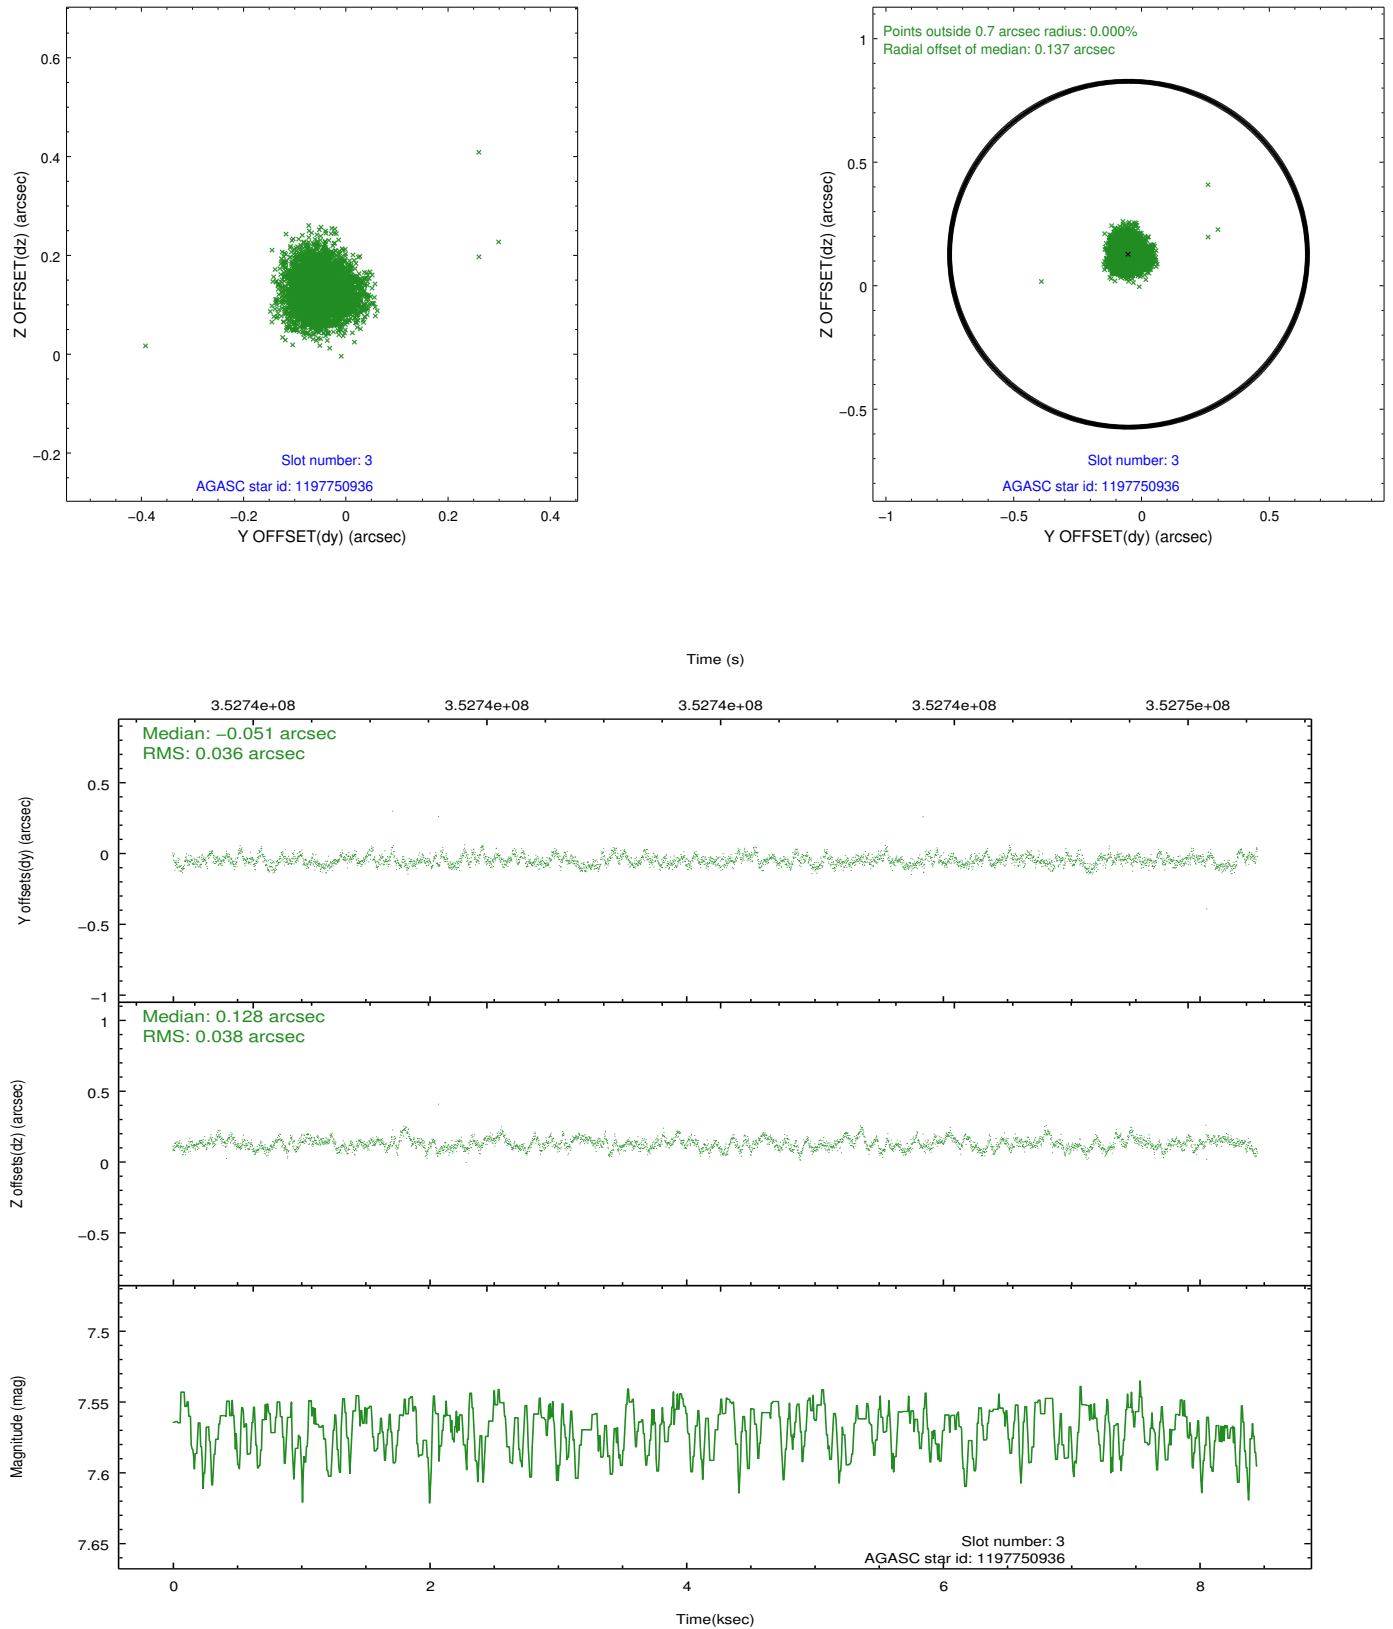 0.6
0.4
0.2
0
−0.2
Z OFFSET(dz) (arcsec)
Slot number: 3
AGASC star id: 1197750936
−0.4
−0.2
0
0.2
0.4
Y OFFSET(dy) (arcsec)
Points outside 0.7 arcsec radius: 0.000%
Radial offset of median: 0.137 arcsec
1
0.5
0
−0.5
Z OFFSET(dz) (arcsec)
Slot number: 3
AGASC star id: 1197750936
−1
−0.5
0
0.5
Y OFFSET(dy) (arcsec)
Time (s)
3.5274e+08
3.5274e+08
3.5274e+08
3.5274e+08
3.5275e+08
Median: −0.051 arcsec
RMS: 0.036 arcsec
0.5
0
−0.5
−1
Y offsets(dy) (arcsec)
Median: 0.128 arcsec
RMS: 0.038 arcsec
1
0.5
0
−0.5
Z offsets(dz) (arcsec)
7.5
7.55
7.6
7.65
Magnitude (mag)
Slot number: 3
AGASC star id: 1197750936
0
2
4
6
8
Time(ksec)